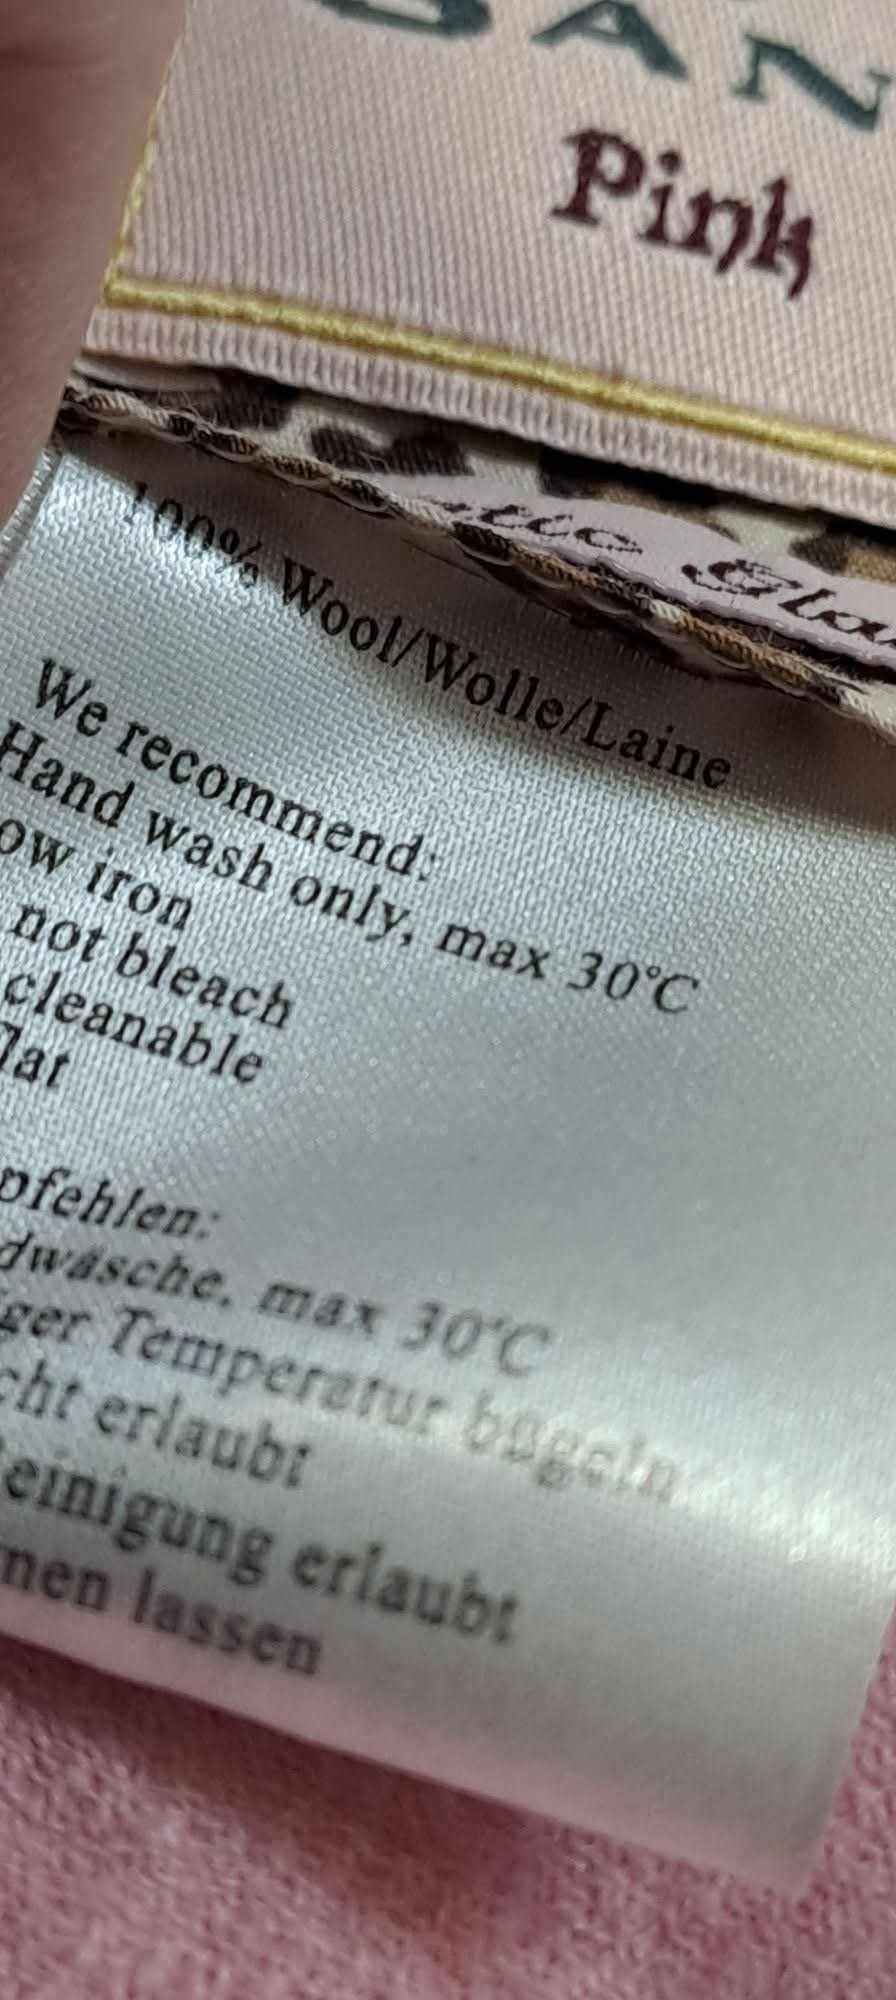 DAN
Pink
100% Wool/Wolle/Laine
We recommend:
Hand wash only, max 30°C
ow iron
not bleach
cleanable
lat
pfehlen:
dwäsche, max 30°C
ger Temperatur bügeln
cht erlaubt
einigung erlaubt
nen lassen